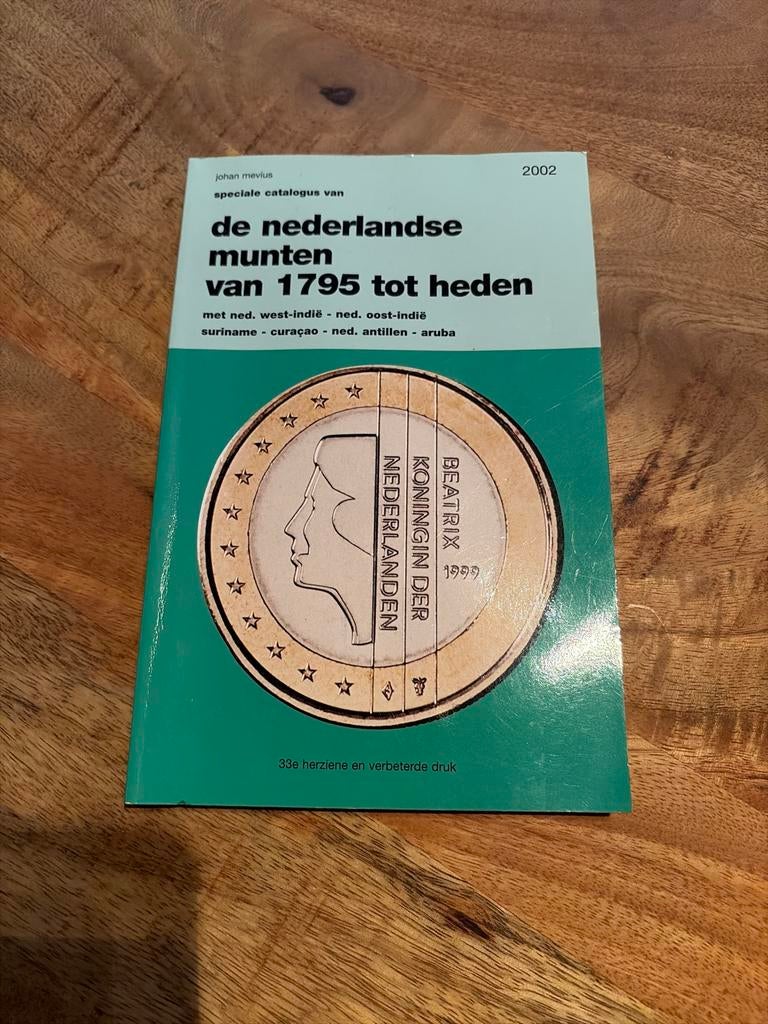 johan mevius
2002
speciale catalogus van
de nederlandse
munten
van 1795 tot heden
met ned. west-indië - ned. oost-indië
suriname - curaçao - ned. antillen - aruba
BEATRIX 1999
KONINGIN DER
NEDERLANDEN
33e herziene en verbeterde druk